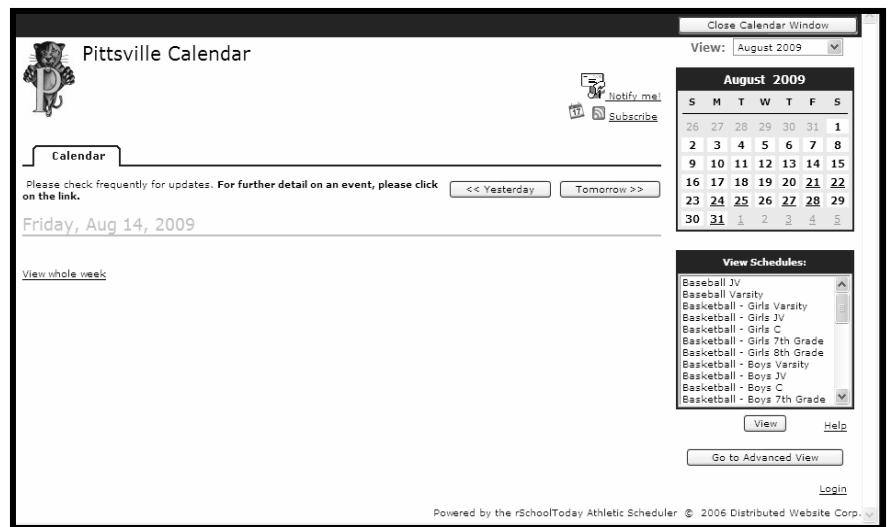 Close Calendar Window
Pittsville Calendar
View: August 2009
P
Notify me!
17 Subscribe
August 2009
S M T W T F S
26 27 28 29 30 31 1
2 3 4 5 6 7 8
9 10 11 12 13 14 15
16 17 18 19 20 21 22
23 24 25 26 27 28 29
30 31 1 2 3 4 5
Calendar
Please check frequently for updates. For further detail on an event, please click
on the link.
<< Yesterday Tomorrow >>
Friday, Aug 14, 2009
View whole week
View Schedules:
Baseball JV
Baseball Varsity
Basketball - Girls Varsity
Basketball - Girls JV
Basketball - Girls C
Basketball - Girls 7th Grade
Basketball - Girls 8th Grade
Basketball - Boys Varsity
Basketball - Boys JV
Basketball - Boys C
Basketball - Boys 7th Grade
View Help
Go to Advanced View
Login
Powered by the rSchoolToday Athletic Scheduler © 2006 Distributed Website Corp.